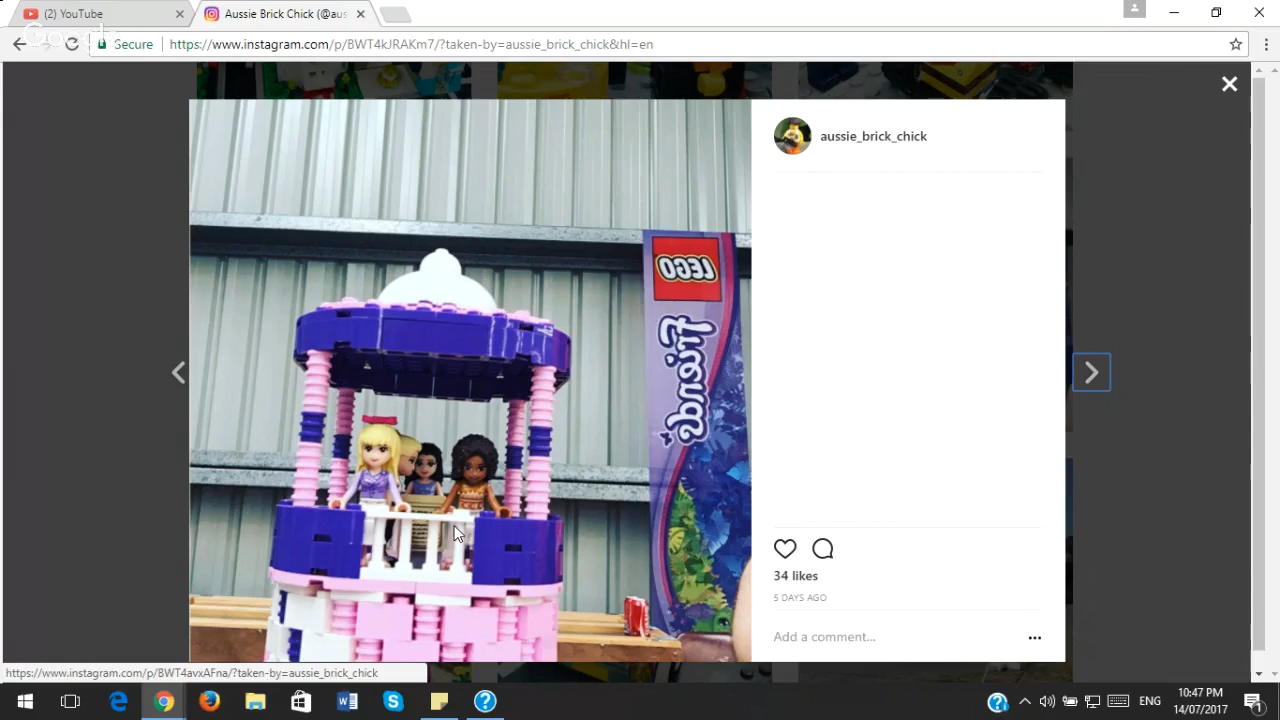 (2) YouTube
Aussie Brick Chick (@aus
Google
Secure
https://www.instagram.com/p/BWT4kJRAKm7/?taken-by=aussie_brick_chick&hl=en
aussie_brick_chick
LEGO
Friends
34 likes
5 DAYS AGO
Add a comment...
https://www.instagram.com/p/BWT4avxAFna/?taken-by=aussie_brick_chick
ENG
10:47 PM
14/07/2017
1